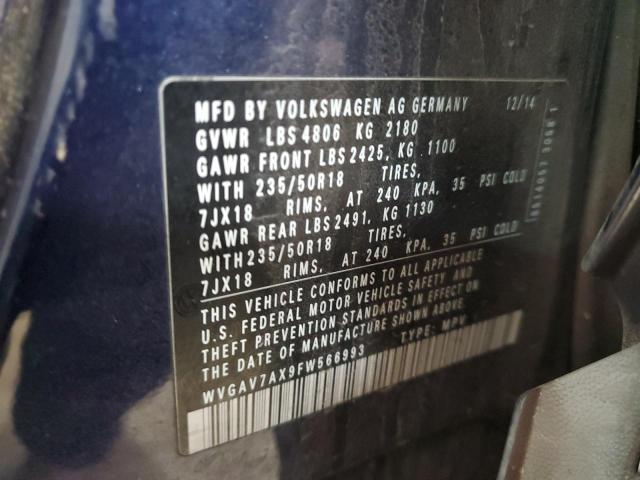 MFD BY VOLKSWAGEN AG GERMANY 12/14
GVWR LBS 4806 KG 2180
GAWR FRONT LBS 2425, KG 1100
WITH 235/50R18 TIRES,
7JX18 RIMS, AT 240 KPA, 35 PSI COLD
GAWR REAR LBS 2491, KG 1130
WITH 235/50R18 TIRES,
7JX18 RIMS, AT 240 KPA, 35 PSI COLD
THIS VEHICLE CONFORMS TO ALL APPLICABLE
U.S. FEDERAL MOTOR VEHICLE SAFETY AND
THEFT PREVENTION STANDARDS IN EFFECT ON
THE DATE OF MANUFACTURE SHOWN ABOVE.
WVGAV7AX9FW566993 TYPE: MPV